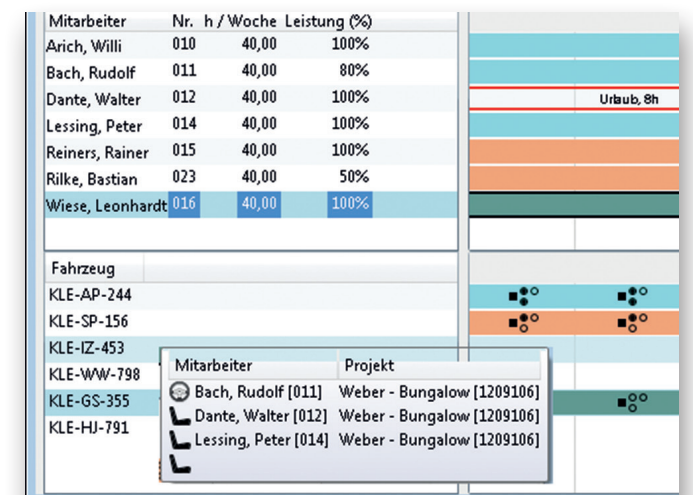 Mitarbeiter Nr. h / Woche Leistung (%)
Arich, Willi 010 40,00 100%
Bach, Rudolf 011 40,00 80%
Dante, Walter 012 40,00 100% Urlaub, 8h
Lessing, Peter 014 40,00 100%
Reiners, Rainer 015 40,00 100%
Rilke, Bastian 023 40,00 50%
Wiese, Leonhardt 016 40,00 100%
Fahrzeug
KLE-AP-244
KLE-SP-156
KLE-IZ-453
KLE-WW-798
KLE-GS-355
KLE-HJ-791
Mitarbeiter Projekt
Bach, Rudolf [011] Weber - Bungalow [1209106]
Dante, Walter [012] Weber - Bungalow [1209106]
Lessing, Peter [014] Weber - Bungalow [1209106]